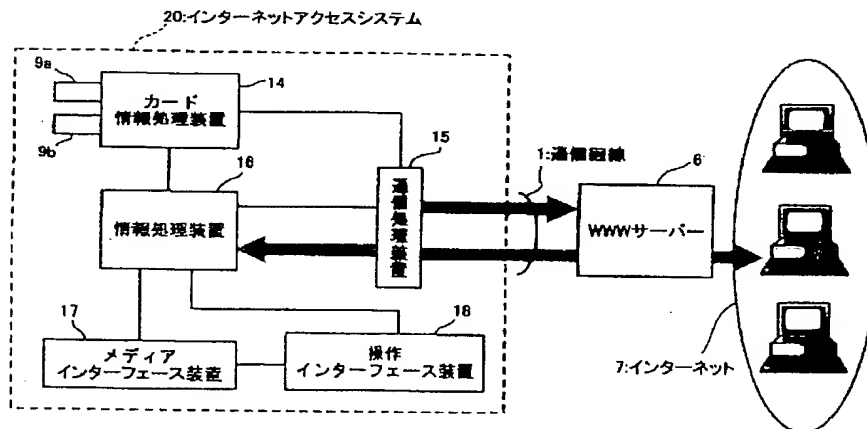 20:インターネットアクセスシステム
9a
9b
14
カード
情報処理装置
15
通信処理装置
1:通信回線
6
WWWサーバー
16
情報処理装置
17
メディア
インターフェース装置
18
操作
インターフェース装置
7:インターネット